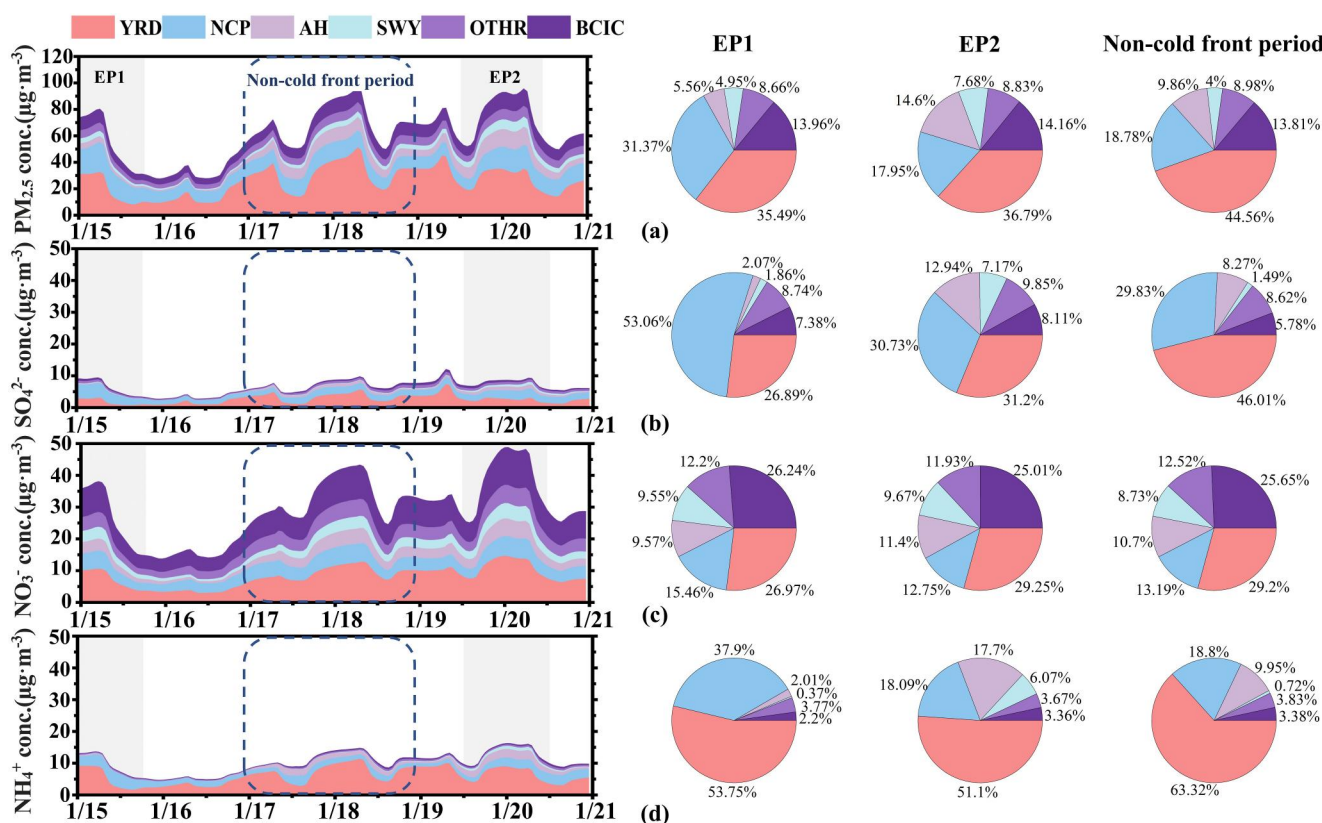 YRD NCP AH SWY OTHR BCIC
EP1 EP2 Non-cold front period
PM2.5 conc.(µg·m-3)
120
100
80
60
40
20
0
EP1 Non-cold front period EP2
1/15 1/16 1/17 1/18 1/19 1/20 1/21
(a)
5.56% 4.95% 8.66% 13.96% 35.49% 31.37%
14.6% 7.68% 8.83% 14.16% 36.79% 17.95%
9.86% 4% 8.98% 13.81% 44.56% 18.78%
SO42- conc.(µg·m-3)
50
40
30
20
10
0
1/15 1/16 1/17 1/18 1/19 1/20 1/21
(b)
2.07% 1.86% 8.74% 7.38% 26.89% 53.06%
12.94% 7.17% 9.85% 8.11% 31.2% 30.73%
8.27% 1.49% 8.62% 5.78% 46.01% 29.83%
NO3- conc.(µg·m-3)
50
40
30
20
10
0
1/15 1/16 1/17 1/18 1/19 1/20 1/21
(c)
12.2% 26.24% 26.97% 15.46% 9.57% 9.55%
11.93% 25.01% 29.25% 12.75% 11.4% 9.67%
12.52% 25.65% 29.2% 13.19% 10.7% 8.73%
NH4+ conc.(µg·m-3)
50
40
30
20
10
0
1/15 1/16 1/17 1/18 1/19 1/20 1/21
(d)
37.9% 2.01% 0.37% 3.77% 2.2% 53.75%
17.7% 6.07% 3.67% 3.36% 51.1% 18.09%
18.8% 9.95% 0.72% 3.83% 3.38% 63.32%